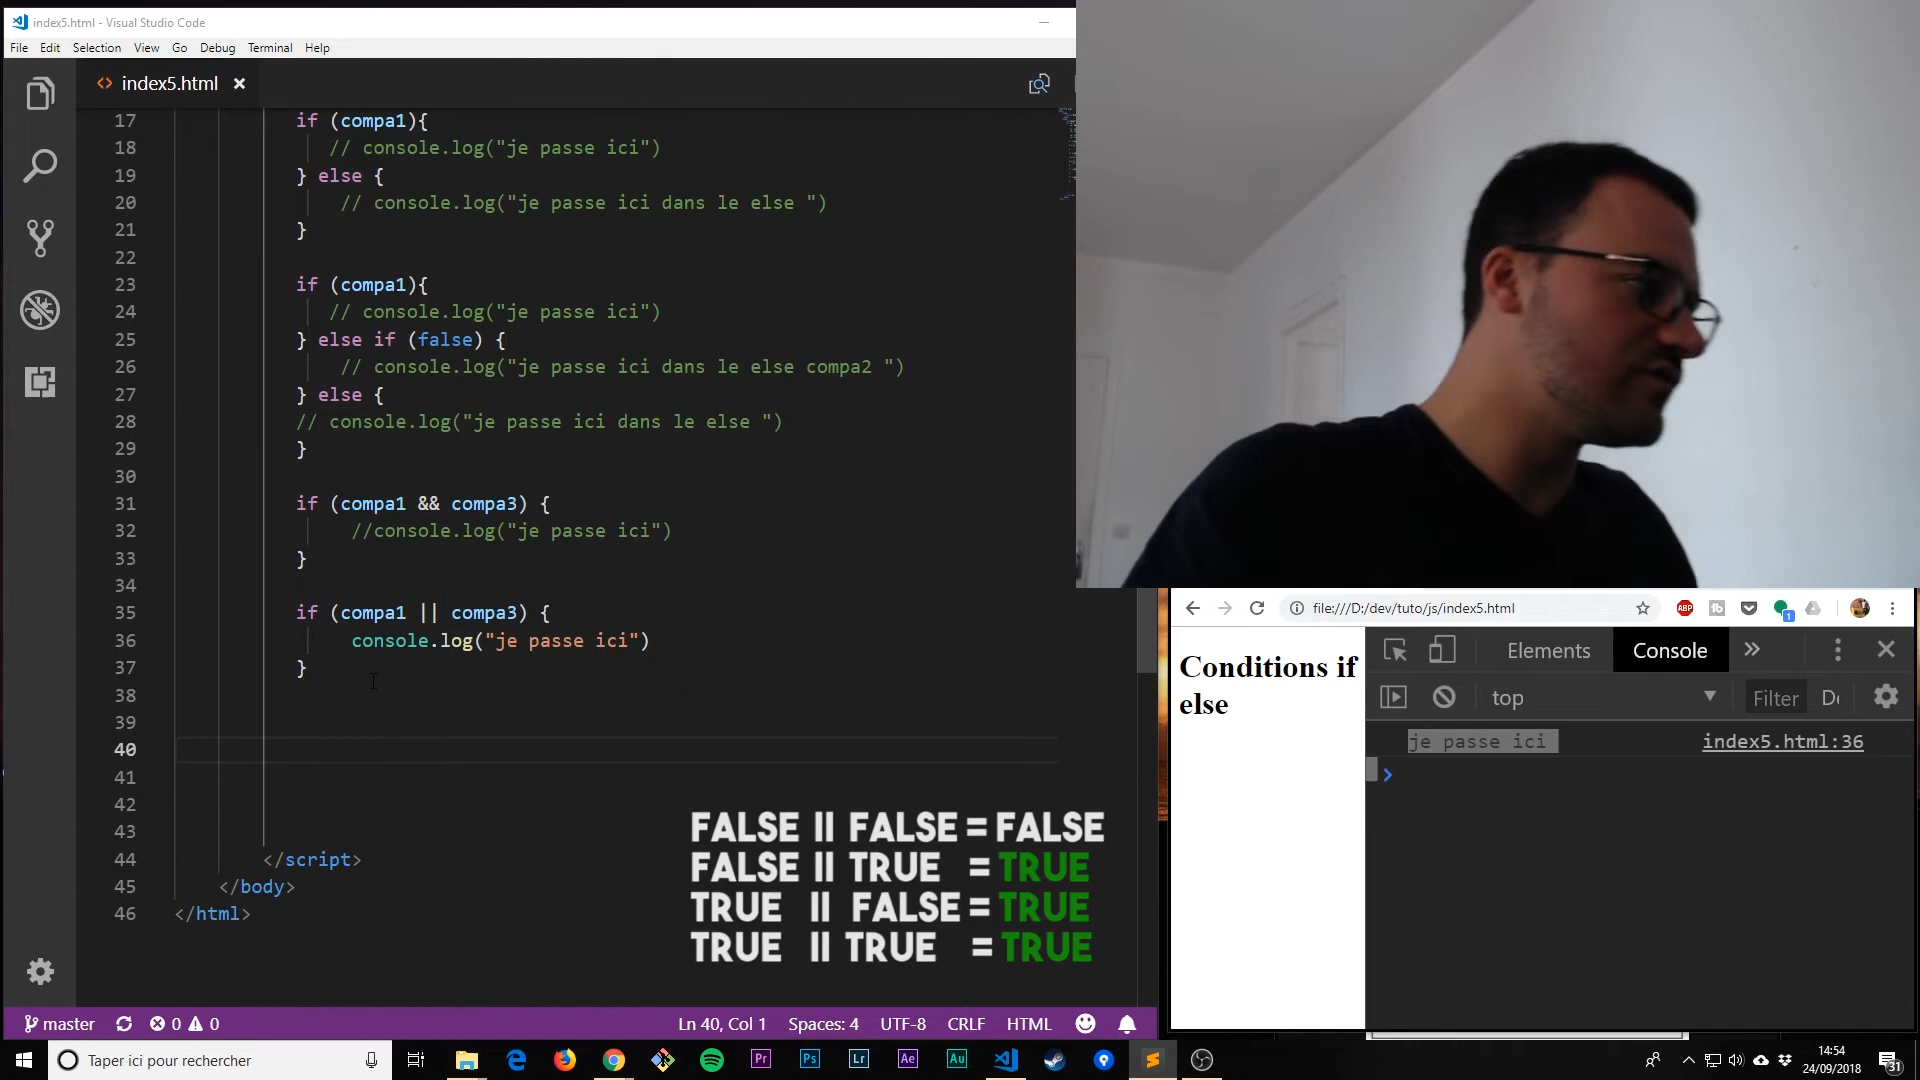 index5.html - Visual Studio Code
File Edit Selection View Go Debug Terminal Help
index5.html
17 if (compa1){
18 // console.log("je passe ici")
19 } else {
20 // console.log("je passe ici dans le else ")
21 }
22
23 if (compa1){
24 // console.log("je passe ici")
25 } else if (false) {
26 // console.log("je passe ici dans le else compa2 ")
27 } else {
28 // console.log("je passe ici dans le else ")
29 }
30
31 if (compa1 && compa3) {
32 //console.log("je passe ici")
33 }
34
35 if (compa1 || compa3) {
36 console.log("je passe ici")
37 }
38
39
40
41
42
43
44 </script>
45 </body>
46 </html>
FALSE || FALSE = FALSE
FALSE || TRUE = TRUE
TRUE || FALSE = TRUE
TRUE || TRUE = TRUE
master 0 0 Ln 40, Col 1 Spaces: 4 UTF-8 CRLF HTML
file:///D:/dev/tuto/js/index5.html
ABP
1
Conditions if
else
Elements Console
top Filter
je passe ici index5.html:36
Taper ici pour rechercher
Pr Ps Lr Ae Au
14:54
24/09/2018
31